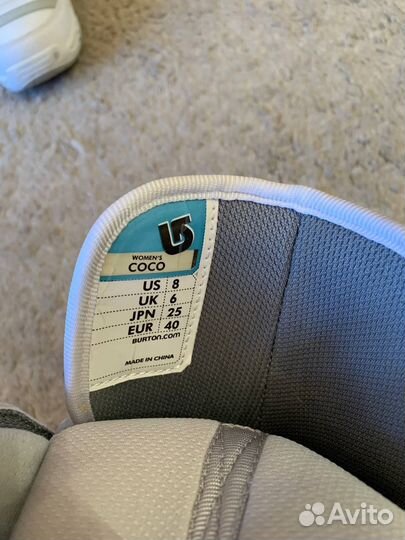 WOMEN'S
COCO
US 8
UK 6
JPN 25
EUR 40
BURTON.com
MADE IN CHINA
Avito